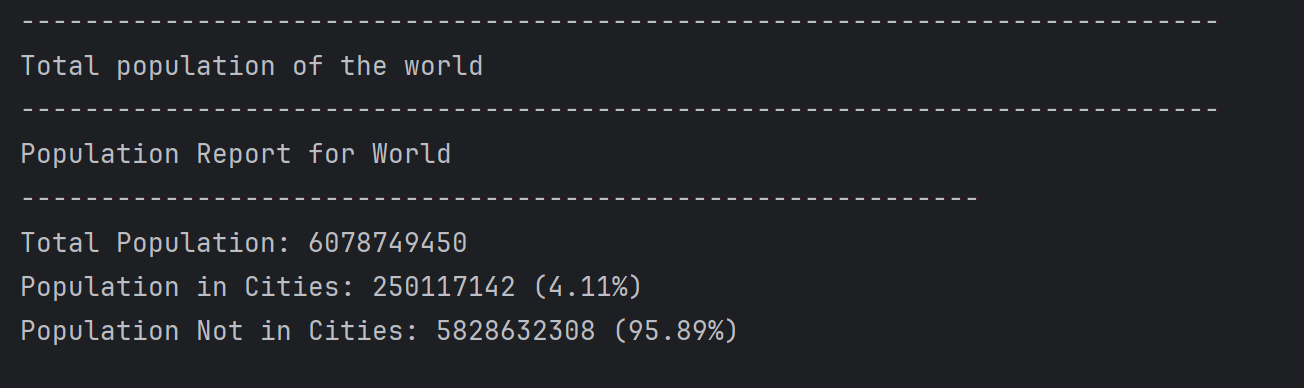 ---------------------------------------------------------------------------
Total population of the world
---------------------------------------------------------------------------
Population Report for World
------------------------------------------------------------
Total Population: 6078749450
Population in Cities: 250117142 (4.11%)
Population Not in Cities: 5828632308 (95.89%)